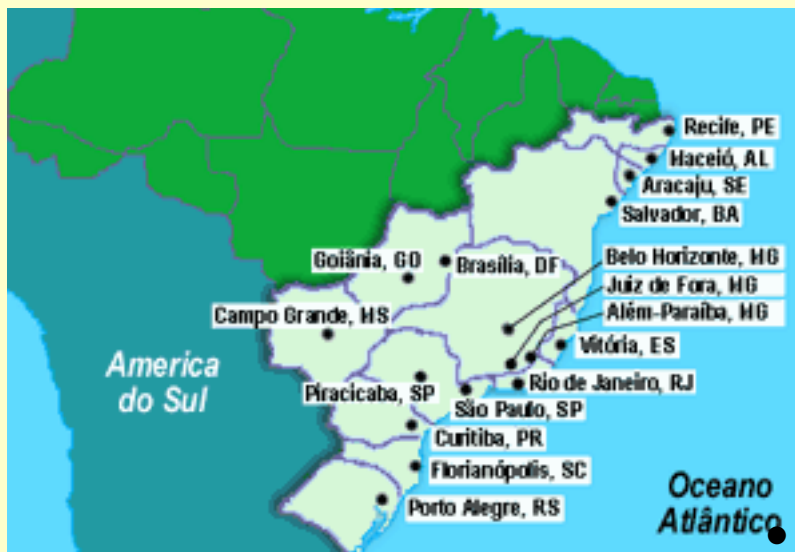 Recife, PE
Maceió, AL
Aracaju, SE
Salvador, BA
Belo Horizonte, MG
Goiânia, GO
Brasília, DF
Juiz de Fora, MG
Além-Paraíba, MG
Campo Grande, MS
Vitória, ES
America
do Sul
Rio de Janeiro, RJ
Piracicaba, SP
São Paulo, SP
Curitiba, PR
Florianópolis, SC
Oceano
Atlântico
Porto Alegre, RS